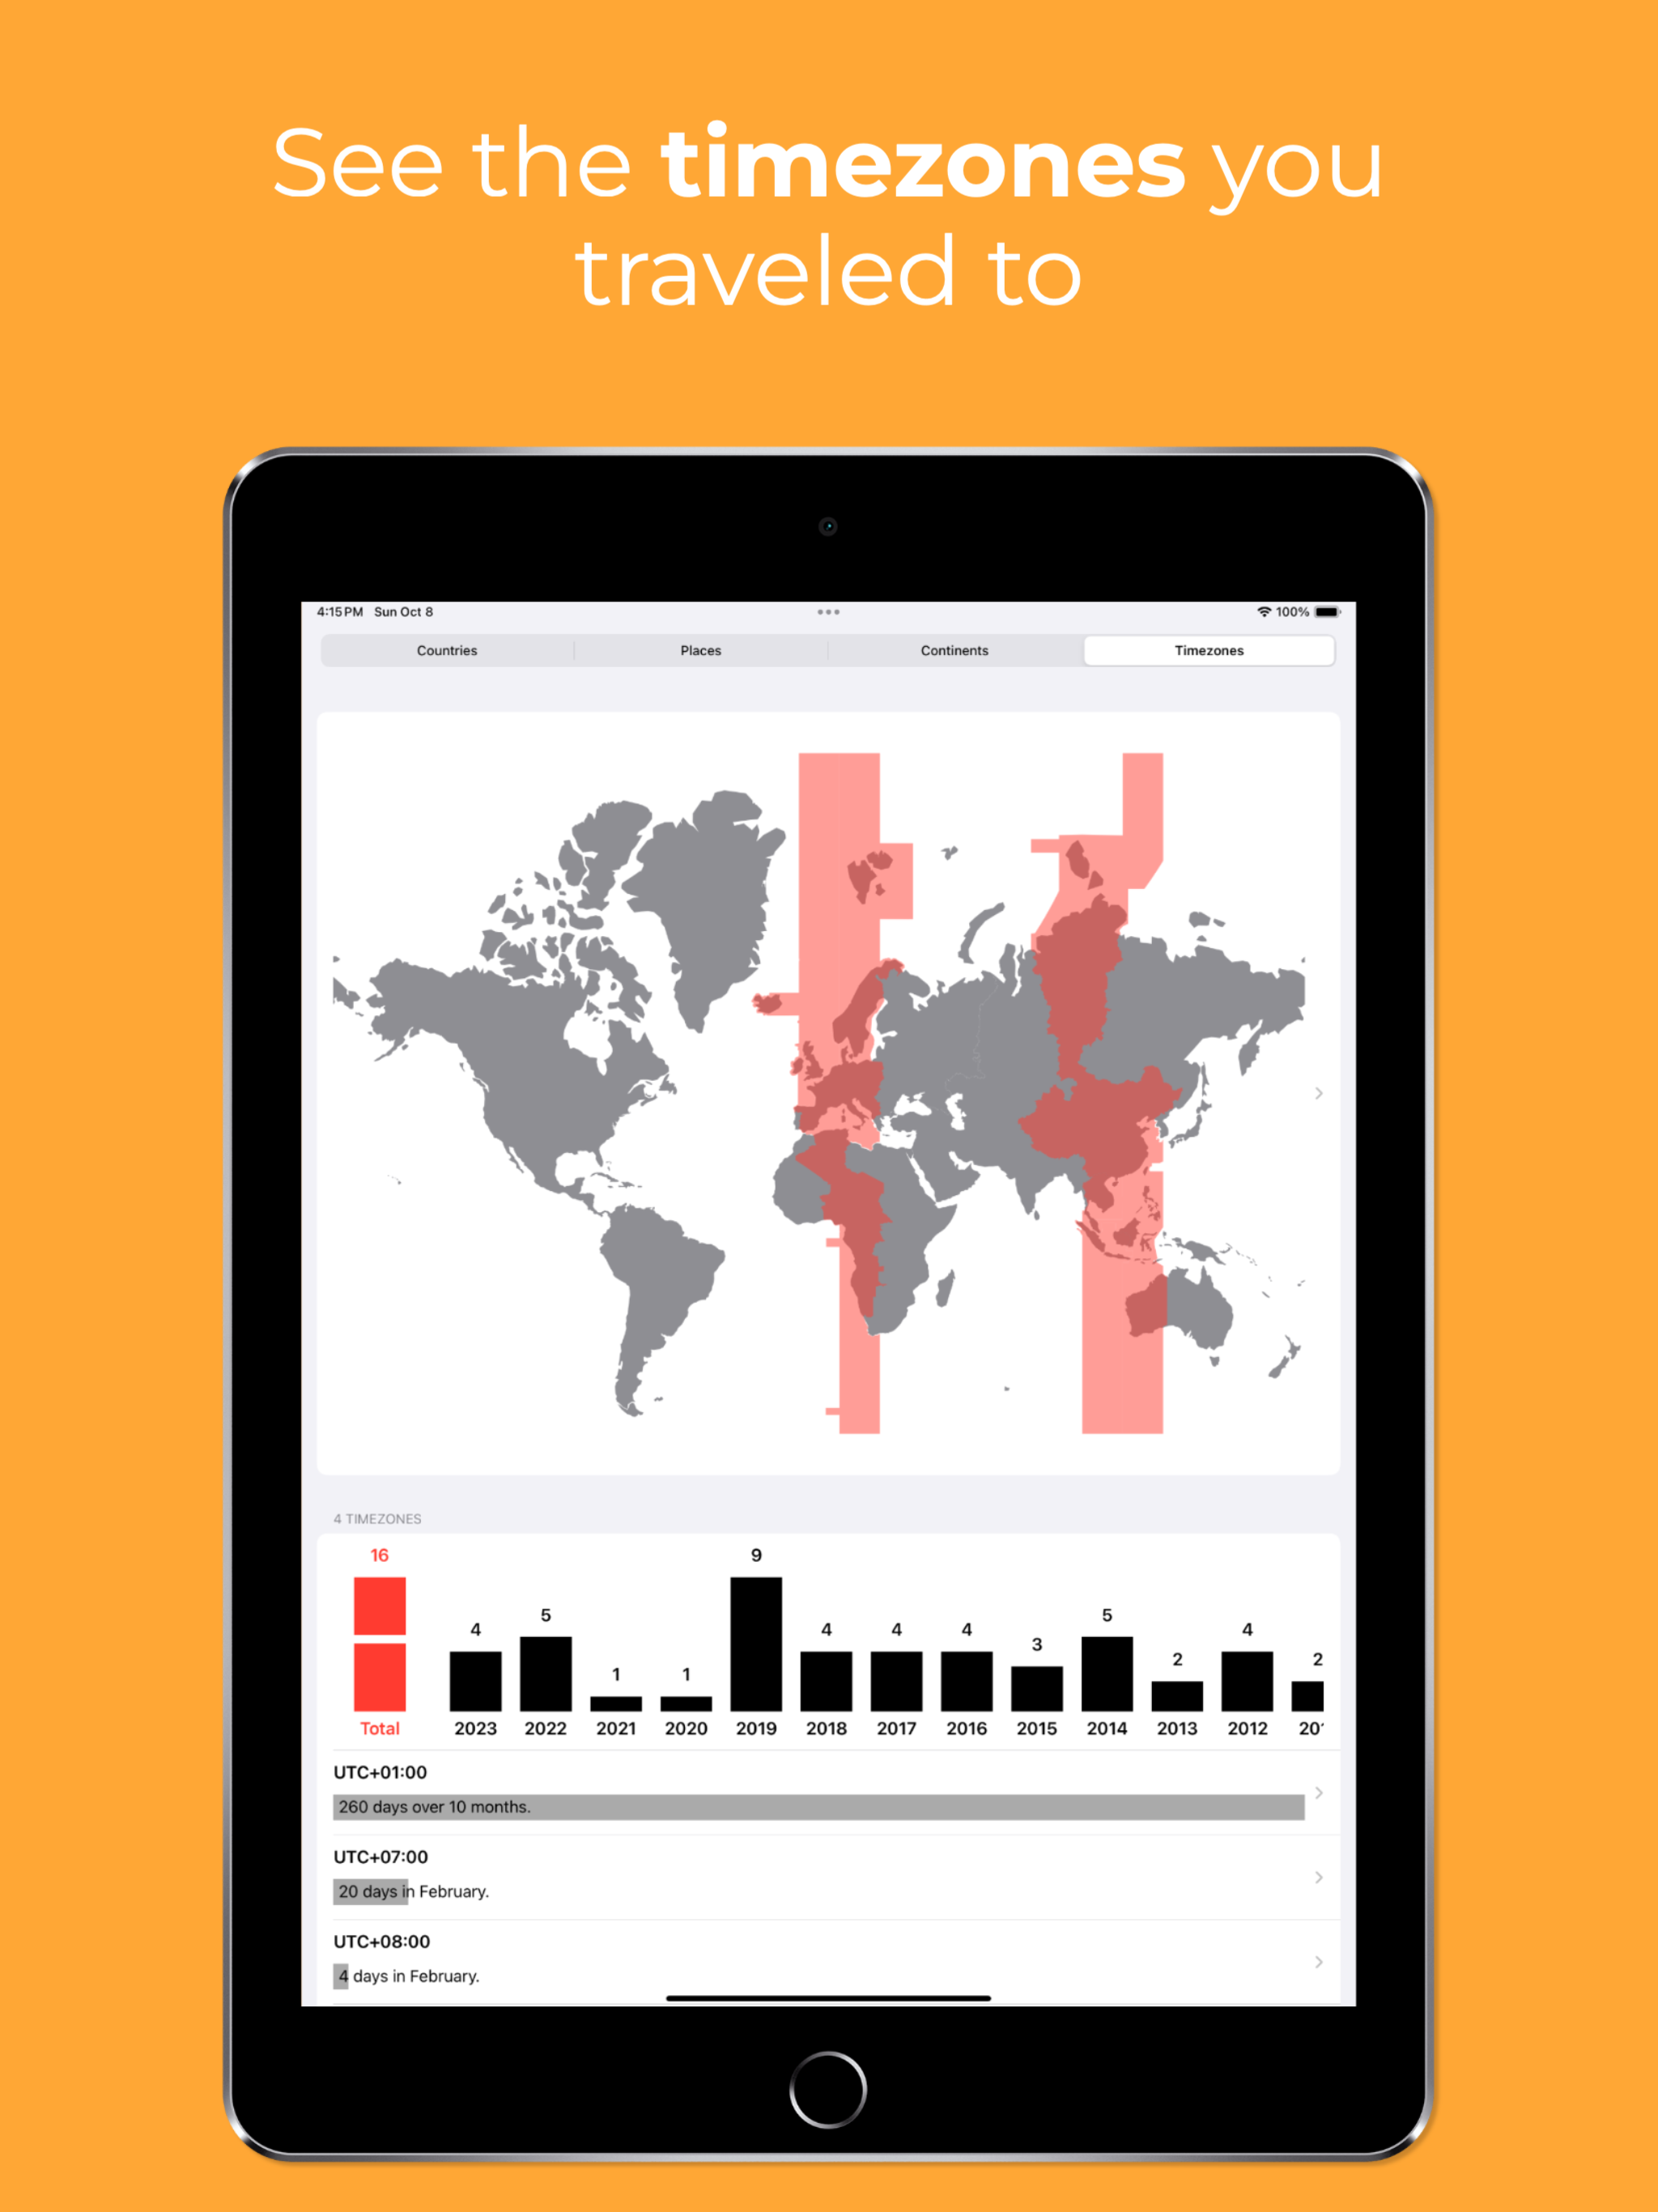 See the timezones you
traveled to
4:15 PM Sun Oct 8
100%
Countries Places Continents Timezones
4 TIMEZONES
16 4 5 1 1 9 4 4 4 3 5 2 4 2
Total 2023 2022 2021 2020 2019 2018 2017 2016 2015 2014 2013 2012 20
UTC+01:00
260 days over 10 months.
UTC+07:00
20 days in February.
UTC+08:00
4 days in February.